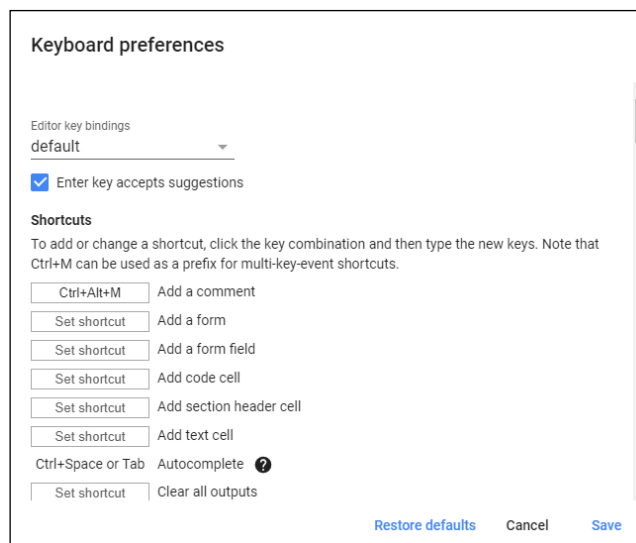 Keyboard preferences
Editor key bindings
default
Enter key accepts suggestions
Shortcuts
To add or change a shortcut, click the key combination and then type the new keys. Note that
Ctrl+M can be used as a prefix for multi-key-event shortcuts.
Ctrl+Alt+M Add a comment
Set shortcut Add a form
Set shortcut Add a form field
Set shortcut Add code cell
Set shortcut Add section header cell
Set shortcut Add text cell
Ctrl+Space or Tab Autocomplete ?
Set shortcut Clear all outputs
Restore defaults Cancel Save